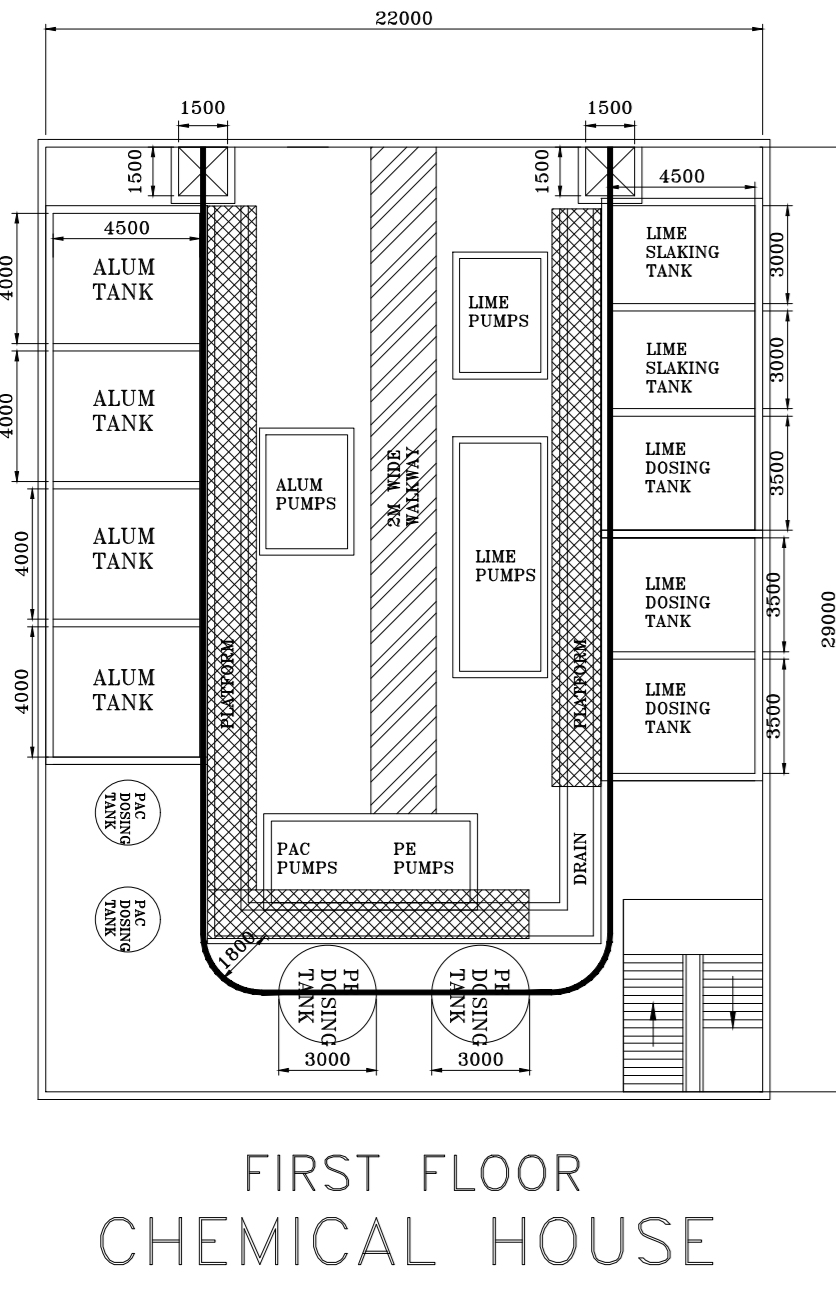 22000
1500
1500
1500
1500
4500
4500
4000
ALUM
TANK
LIME
SLAKING
TANK
3000
LIME
PUMPS
4000
ALUM
TANK
LIME
SLAKING
TANK
3000
ALUM
PUMPS
2M WIDE
WALKWAY
LIME
DOSING
TANK
3500
4000
ALUM
TANK
LIME
PUMPS
LIME
DOSING
TANK
3500
29000
4000
ALUM
TANK
PLATFORM
PLATFORM
LIME
DOSING
TANK
3500
PAC
DOSING
TANK
PAC
PUMPS
PE
PUMPS
DRAIN
PAC
DOSING
TANK
1800
PE
DOSING
TANK
PE
DOSING
TANK
3000
3000
FIRST FLOOR
CHEMICAL HOUSE